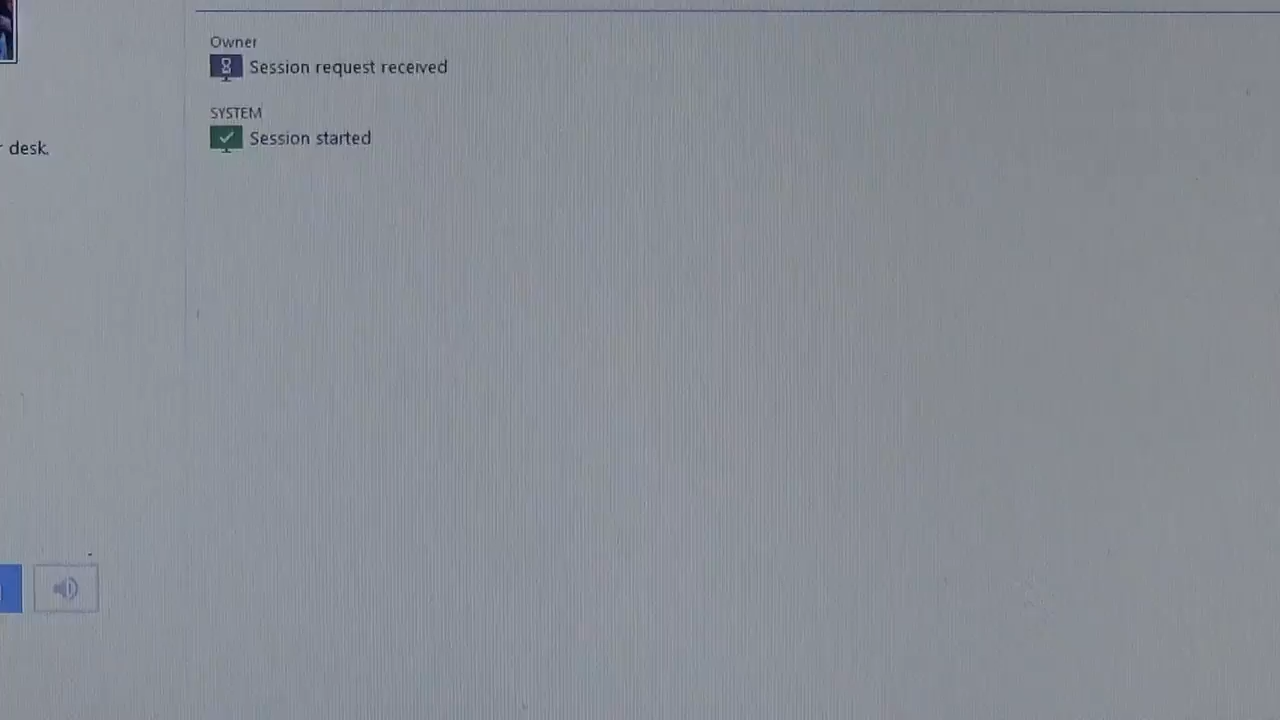 Owner
Session request received
SYSTEM
Session started
desk.